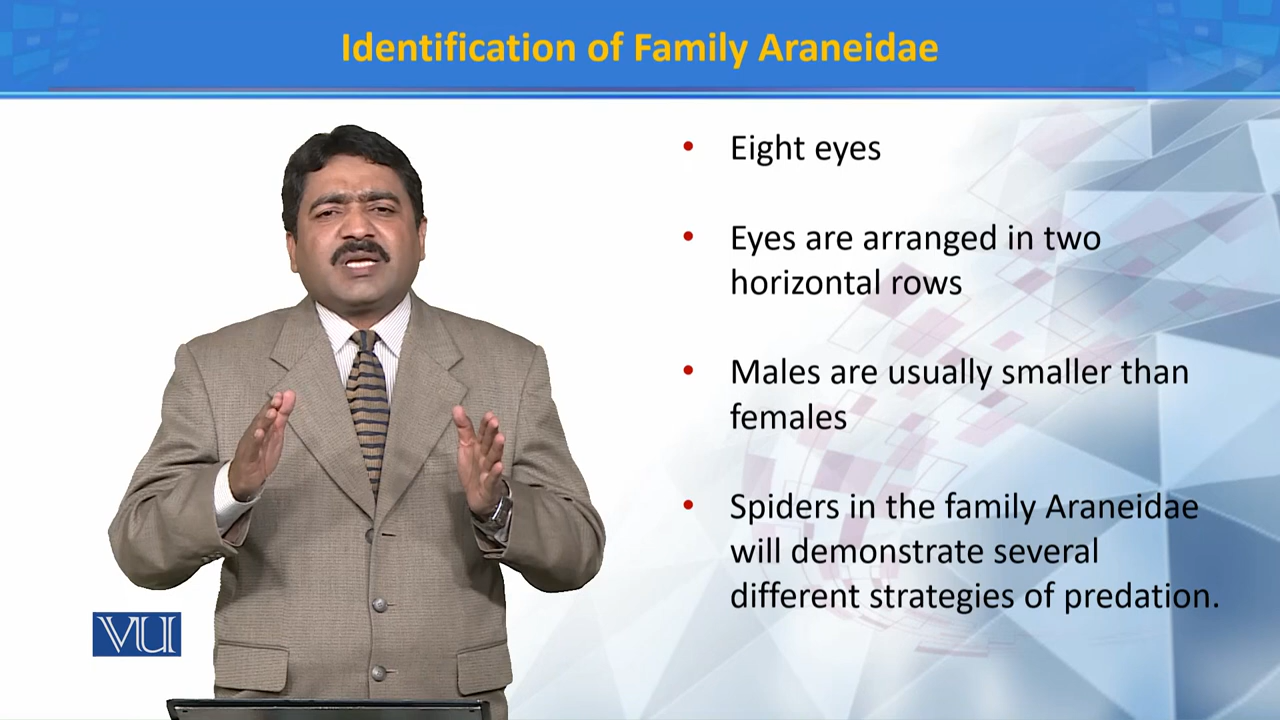 Identification of Family Araneidae
• Eight eyes
• Eyes are arranged in two
horizontal rows
• Males are usually smaller than
females
• Spiders in the family Araneidae
will demonstrate several
different strategies of predation.
VU